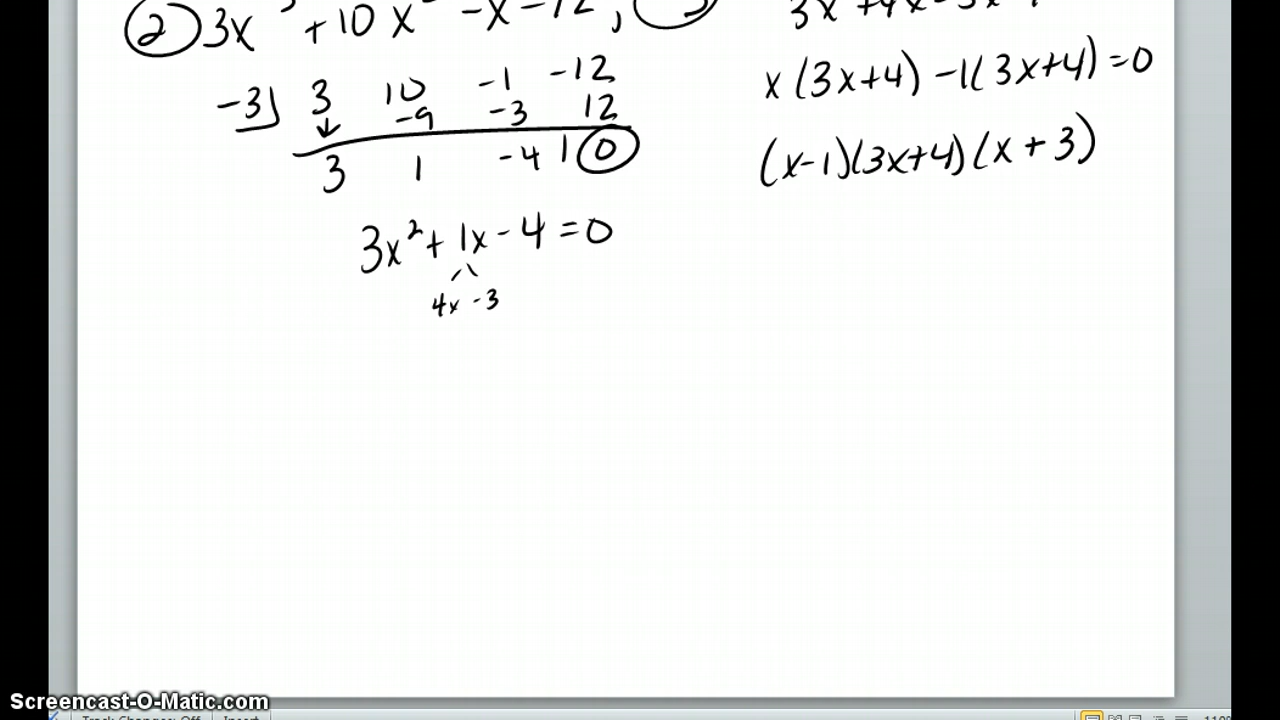 ② 3x + 10x - x - 12 ,
-3⌋ 3 10 -1 -12
-9 -3 12
3 1 -4 | 0
3x² + 1x - 4 = 0
4x -3
x(3x+4) -1(3x+4) = 0
(x-1)(3x+4)(x+3)
Screencast-O-Matic.com